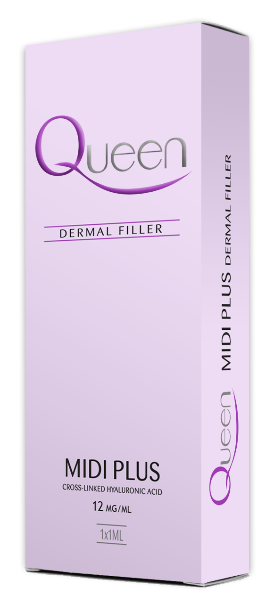 Queen
DERMAL FILLER
MIDI PLUS
CROSS-LINKED HYALURONIC ACID
12 MG/ML
1x1ML
Queen MIDI PLUS DERMAL FILLER